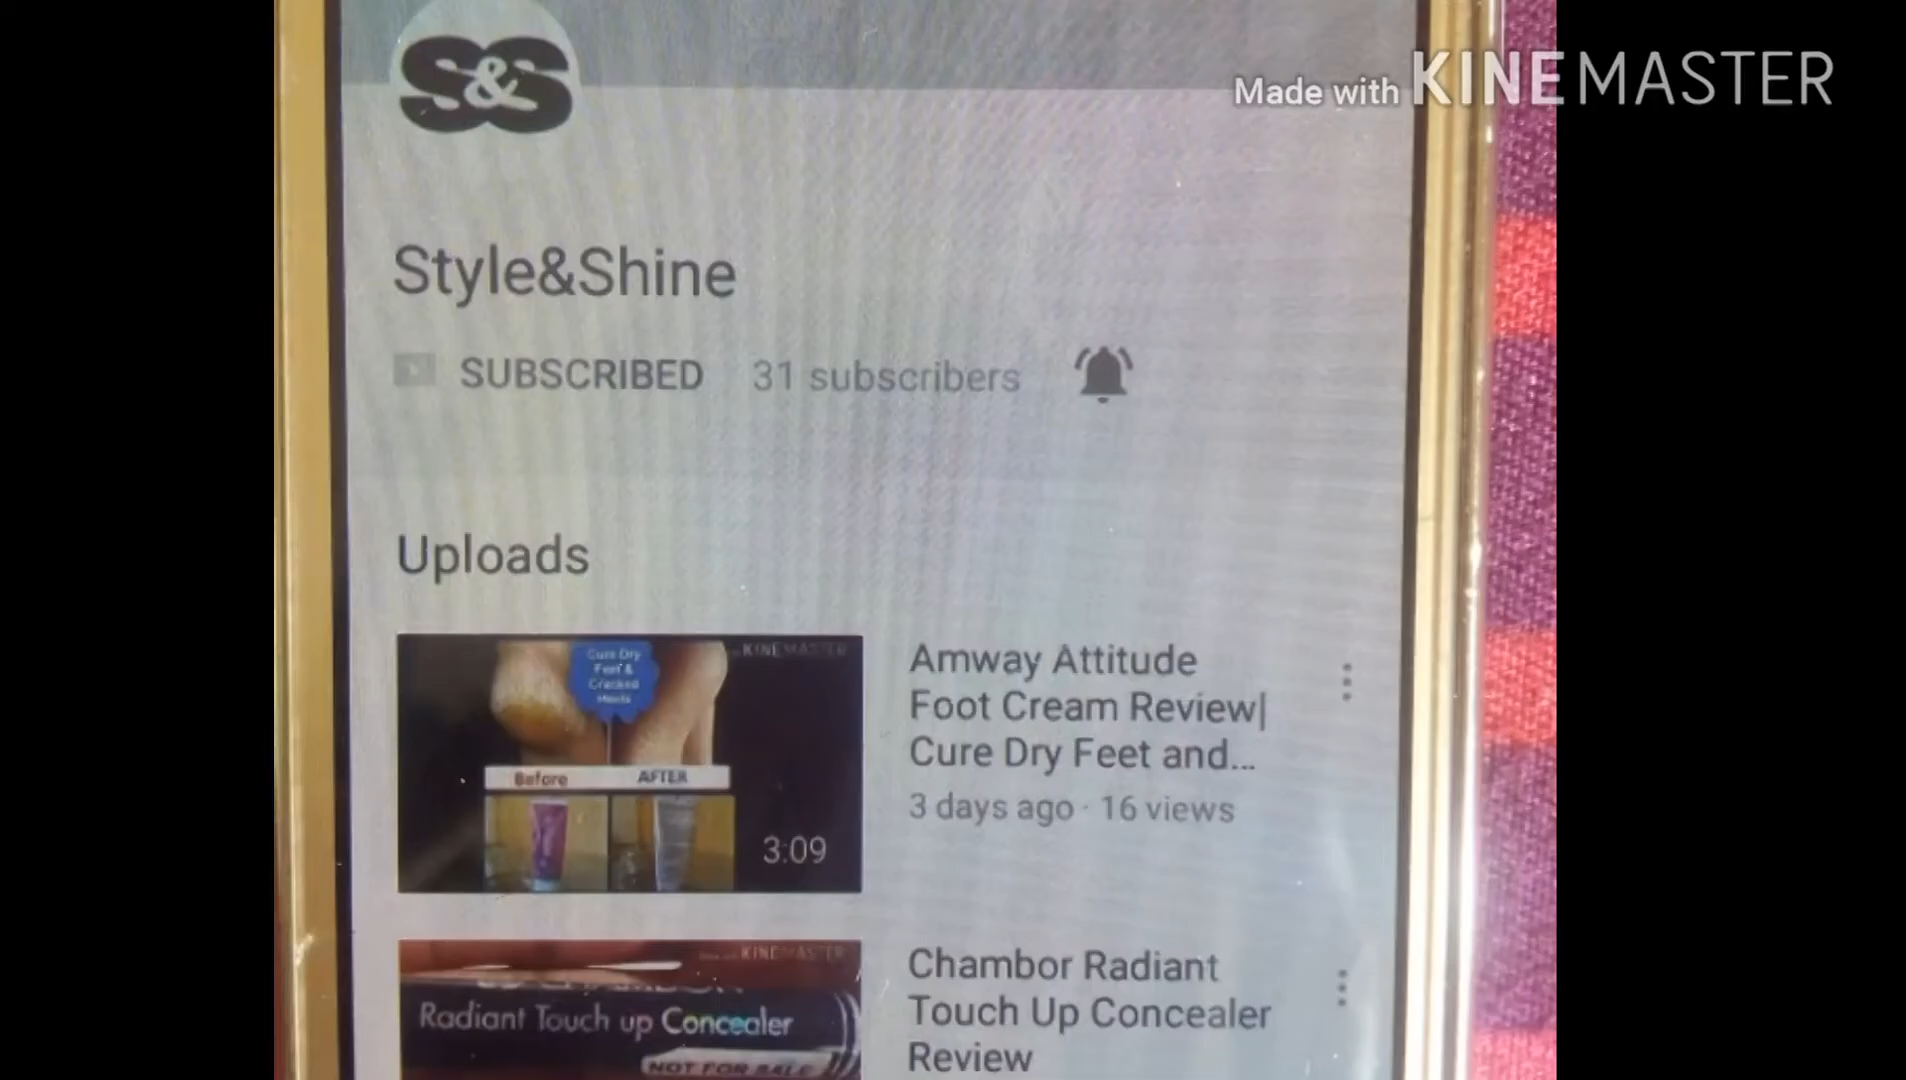 S&S
Made with KINEMASTER
Style&Shine
SUBSCRIBED 31 subscribers
Uploads
KINEMASTER
Cure Dry
Feet &
Cracked
Heels
Before AFTER
3:09
Amway Attitude
Foot Cream Review|
Cure Dry Feet and...
3 days ago · 16 views
KINEMASTER
Radiant Touch up Concealer
NOT FOR SALE
Chambor Radiant
Touch Up Concealer
Review